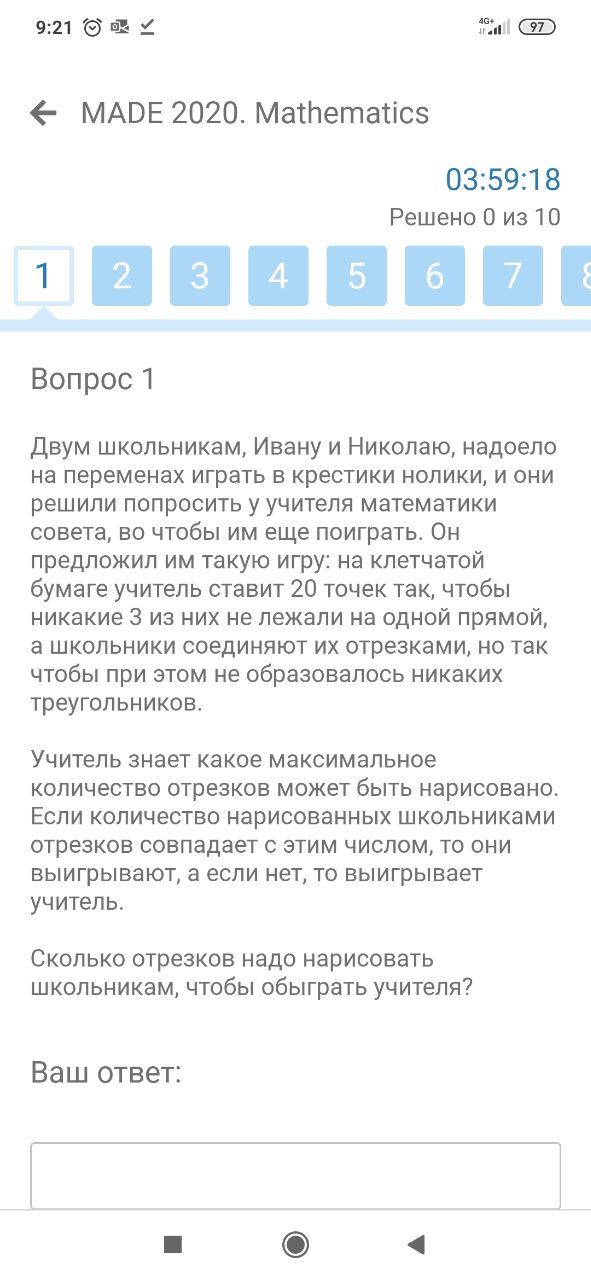 9:21
4G+
97
MADE 2020. Mathematics
03:59:18
Решено 0 из 10
1 2 3 4 5 6 7 8
Вопрос 1
Двум школьникам, Ивану и Николаю, надоело
на переменах играть в крестики нолики, и они
решили попросить у учителя математики
совета, во чтобы им еще поиграть. Он
предложил им такую игру: на клетчатой
бумаге учитель ставит 20 точек так, чтобы
никакие 3 из них не лежали на одной прямой,
а школьники соединяют их отрезками, но так
чтобы при этом не образовалось никаких
треугольников.
Учитель знает какое максимальное
количество отрезков может быть нарисовано.
Если количество нарисованных школьниками
отрезков совпадает с этим числом, то они
выигрывают, а если нет, то выигрывает
учитель.
Сколько отрезков надо нарисовать
школьникам, чтобы обыграть учителя?
Ваш ответ: